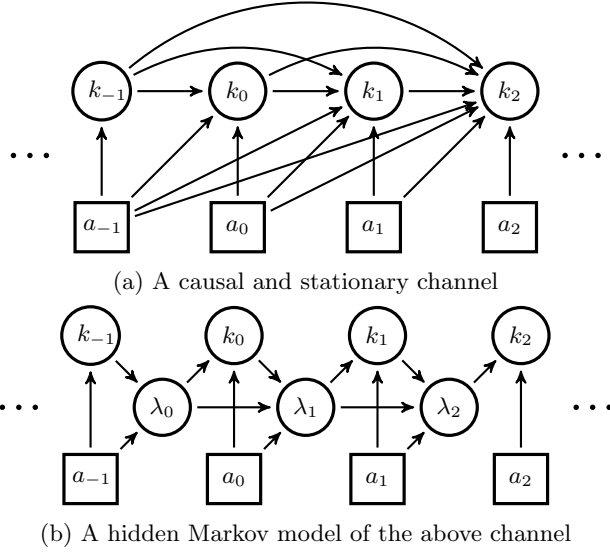 k₋₁ k₀ k₁ k₂
... ...
a₋₁ a₀ a₁ a₂
(a) A causal and stationary channel
k₋₁ k₀ k₁ k₂
... λ₀ λ₁ λ₂ ...
a₋₁ a₀ a₁ a₂
(b) A hidden Markov model of the above channel